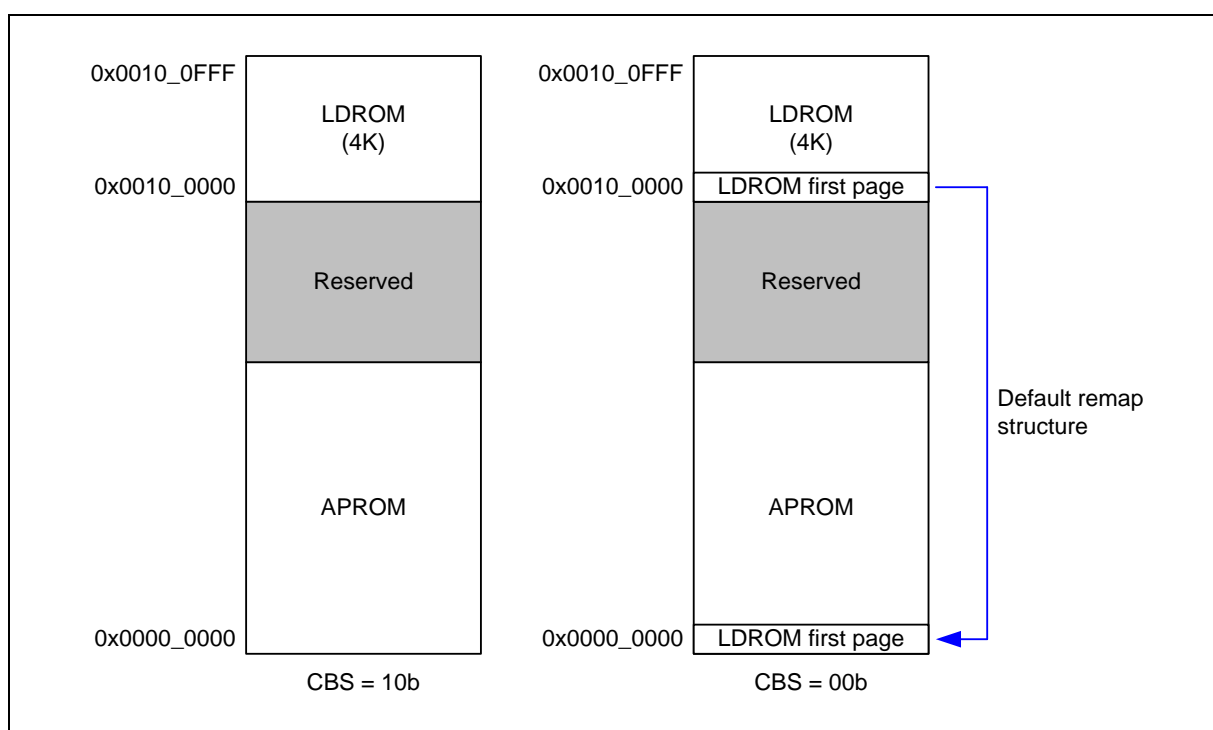 0x0010_0FFF
LDROM
(4K)
0x0010_0000
Reserved
APROM
0x0000_0000
CBS = 10b
0x0010_0FFF
LDROM
(4K)
0x0010_0000
LDROM first page
Reserved
Default remap
structure
APROM
0x0000_0000
LDROM first page
CBS = 00b